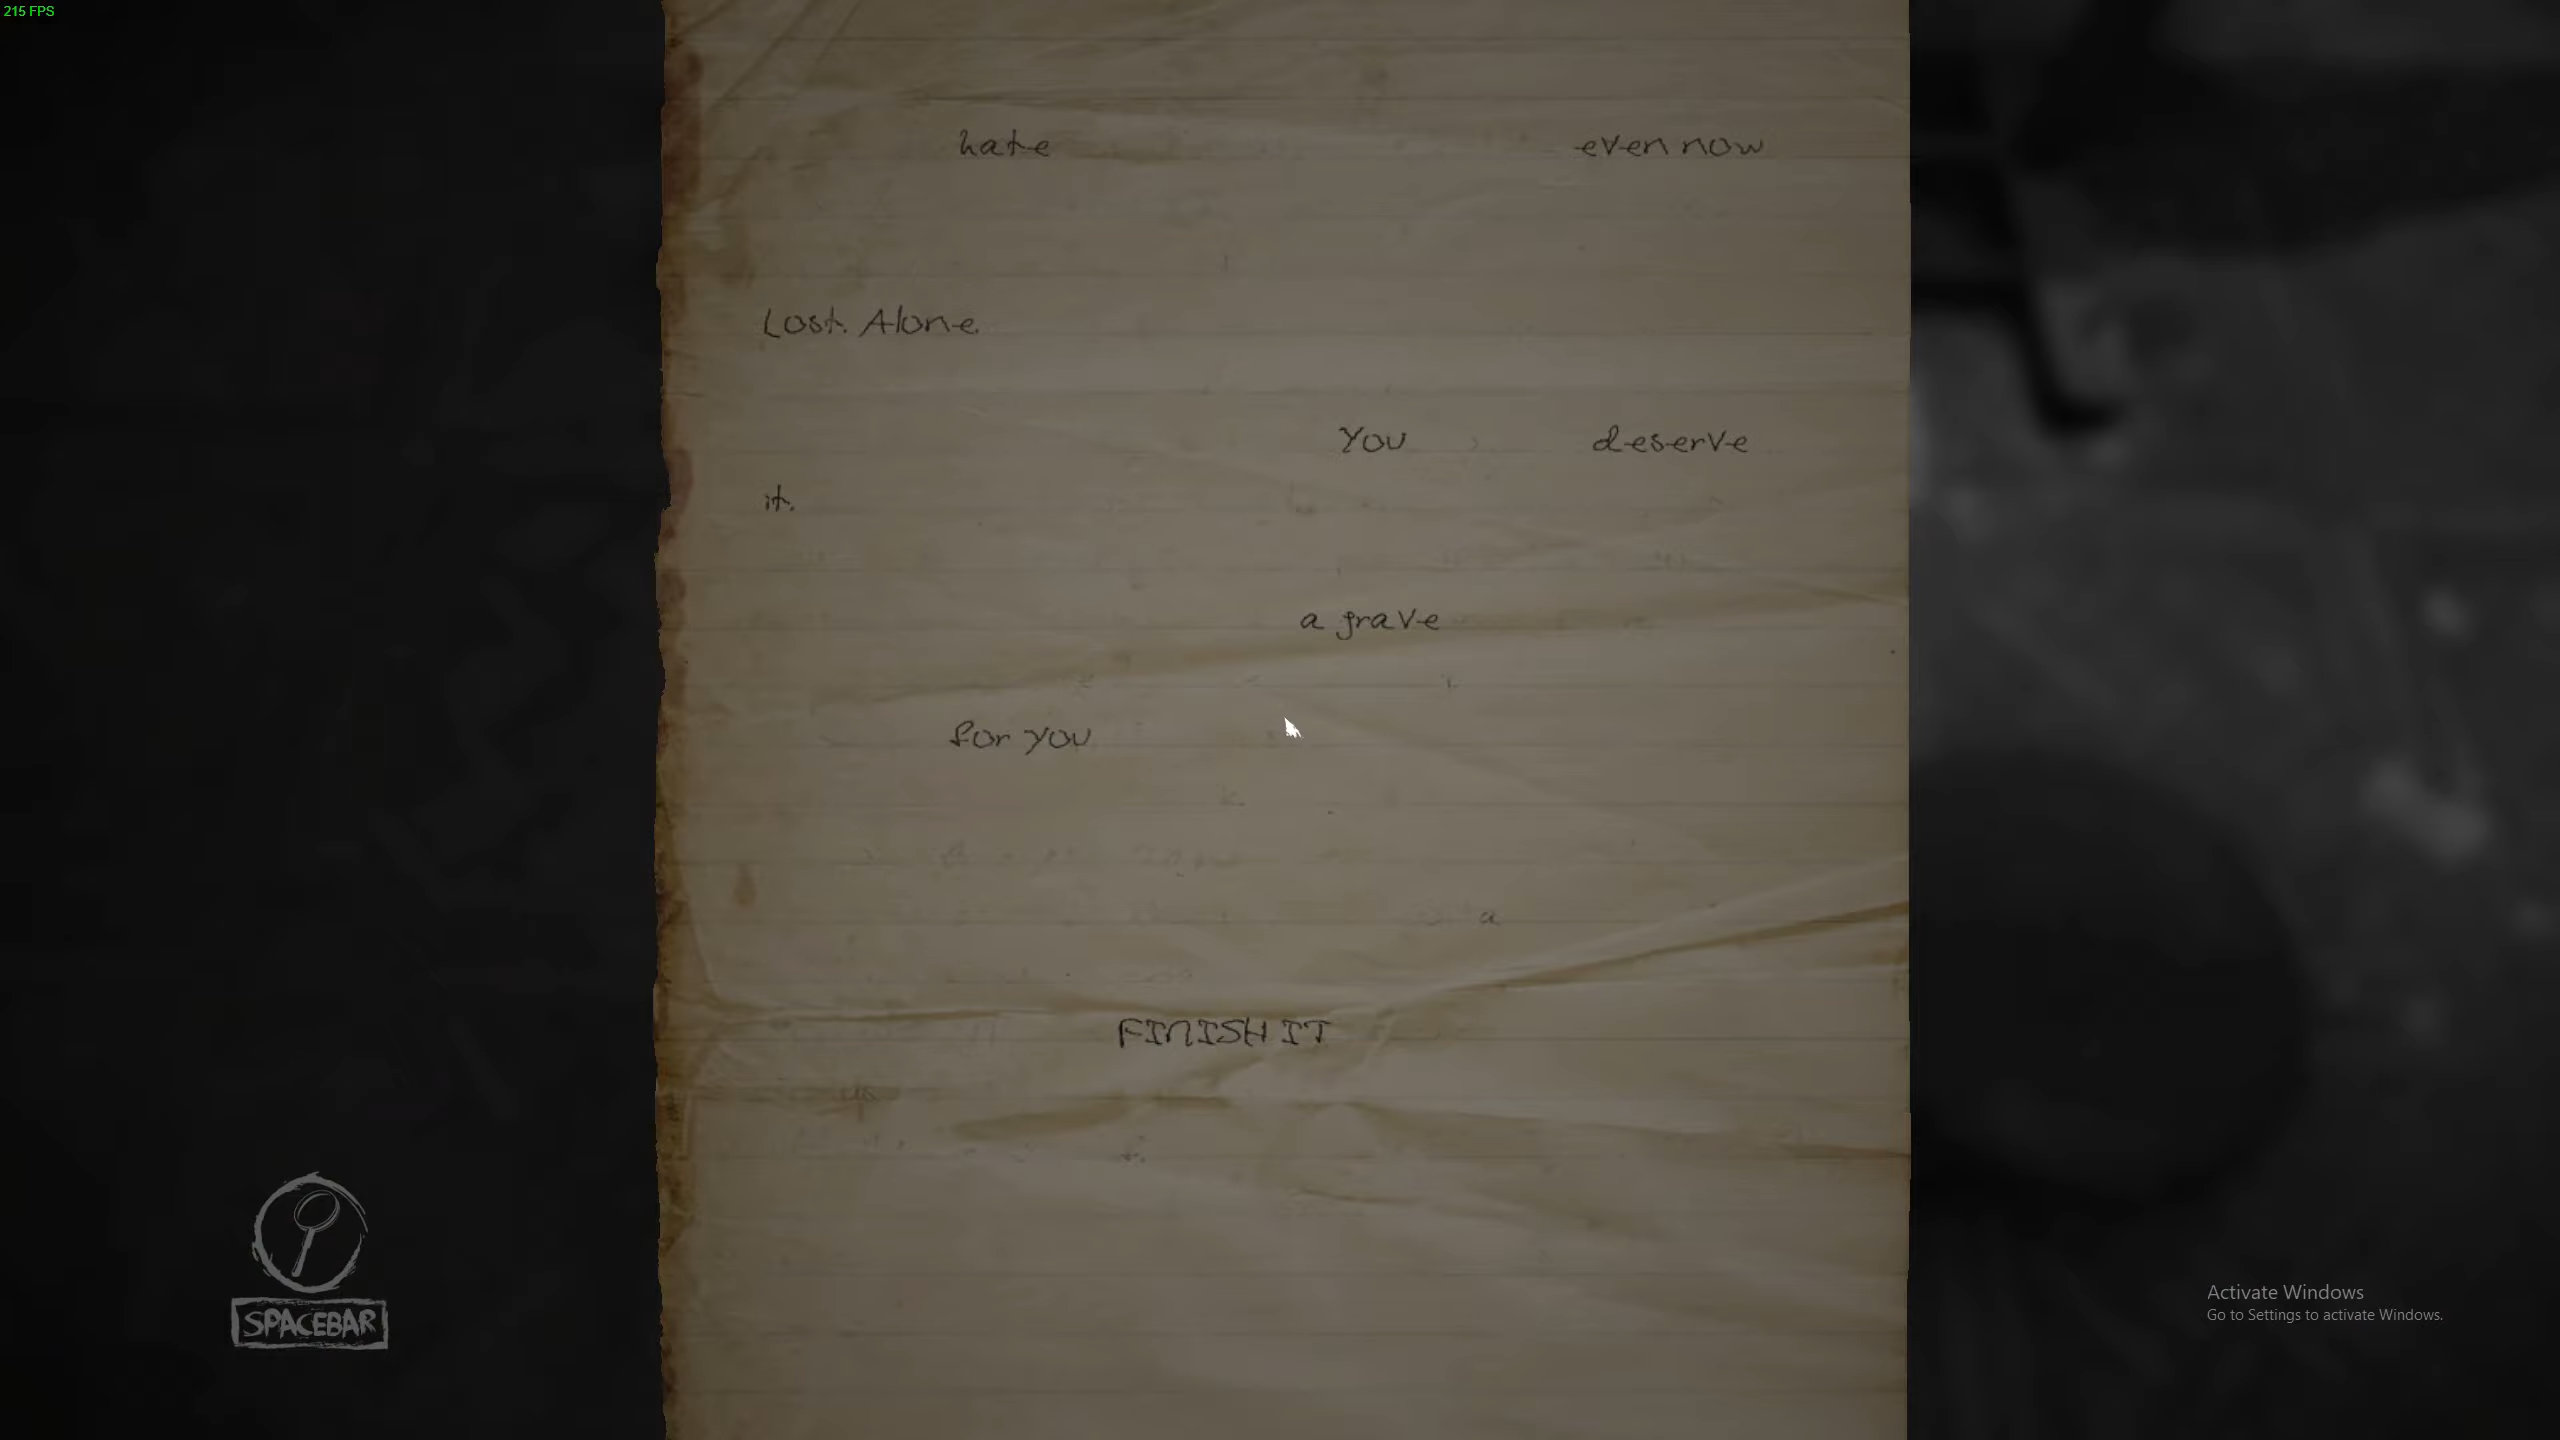 215 FPS
hate even now
Lost. Alone.
You deserve
it.
a grave
for you
a
FINISH IT
us
SPACEBAR
Activate Windows
Go to Settings to activate Windows.